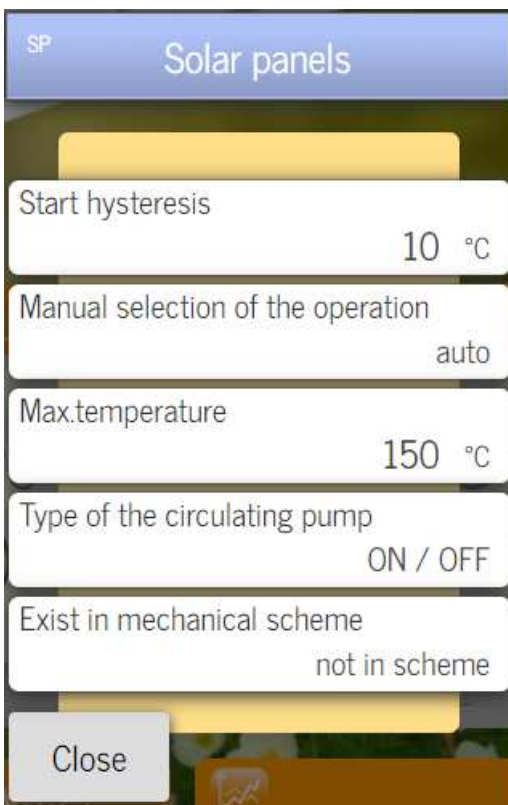 SP
Solar panels
Start hysteresis
10 °C
Manual selection of the operation
auto
Max.temperature
150 °C
Type of the circulating pump
ON / OFF
Exist in mechanical scheme
not in scheme
Close